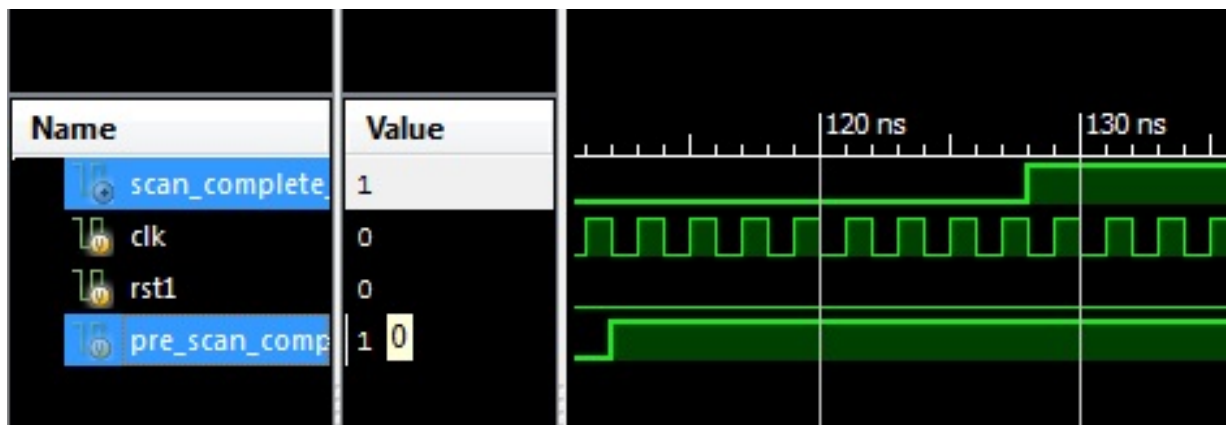 Name Value 120 ns 130 ns
scan_complete_ 1
clk 0
rst1 0
pre_scan_comp 1 0